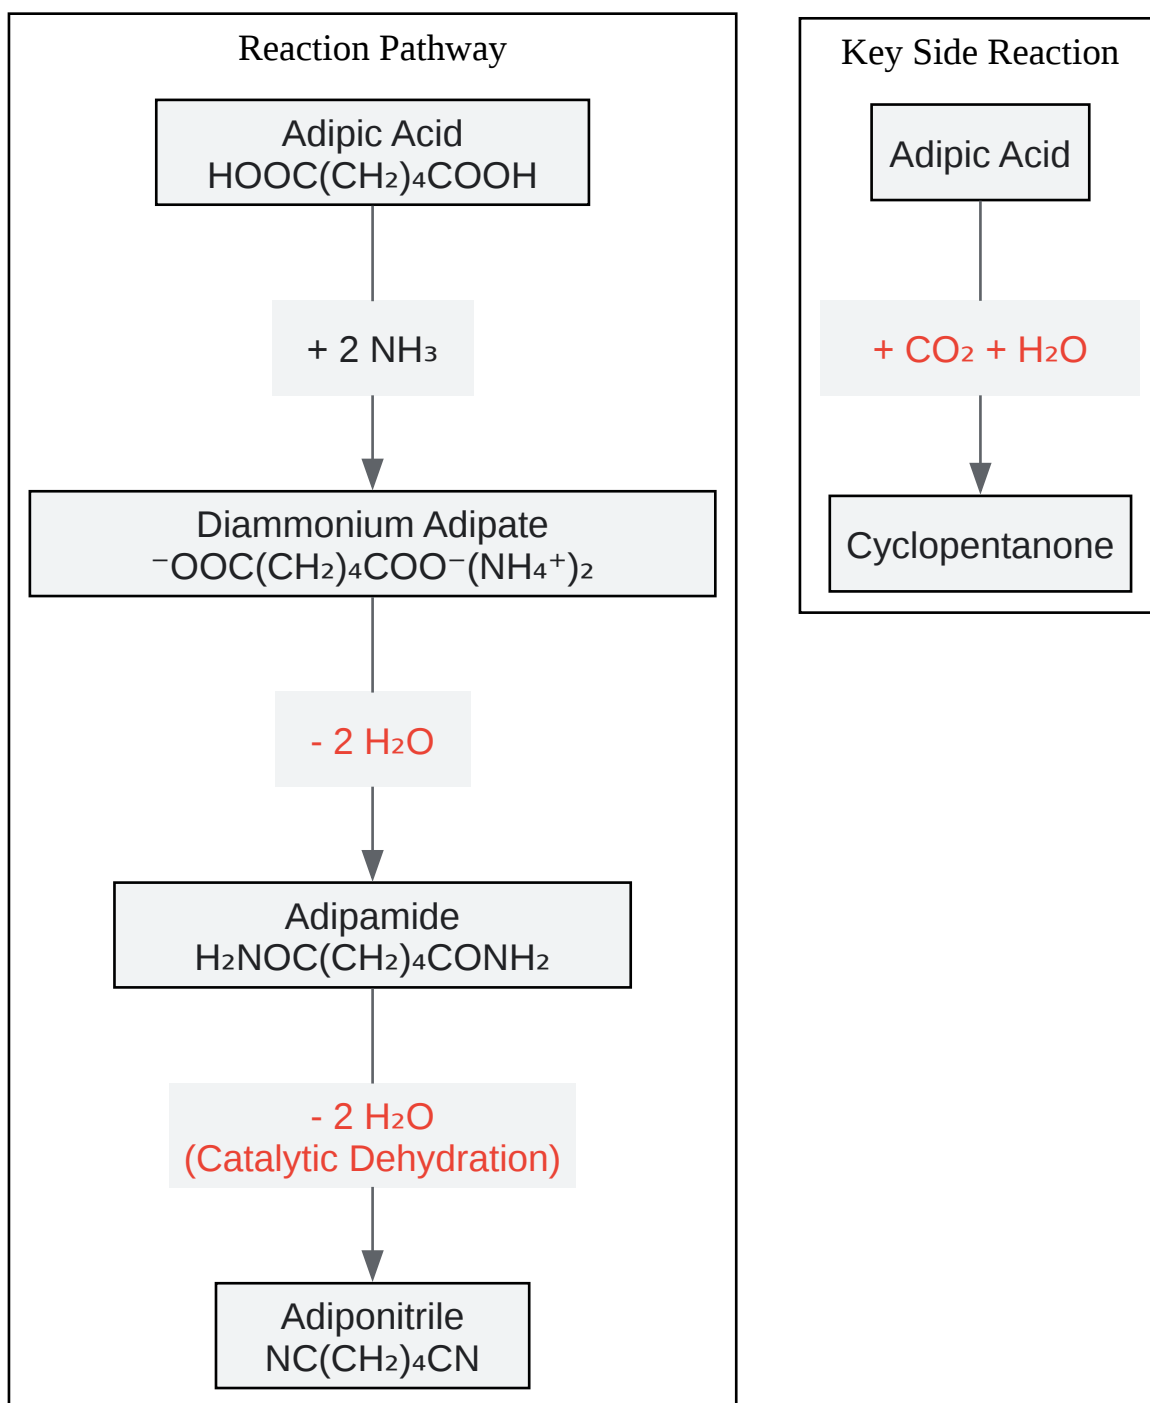 Reaction Pathway
Adipic Acid
HOOC(CH₂)₄COOH
+ 2 NH₃
Diammonium Adipate
⁻OOC(CH₂)₄COO⁻(NH₄⁺)₂
- 2 H₂O
Adipamide
H₂NOC(CH₂)₄CONH₂
- 2 H₂O
(Catalytic Dehydration)
Adiponitrile
NC(CH₂)₄CN
Key Side Reaction
Adipic Acid
+ CO₂ + H₂O
Cyclopentanone